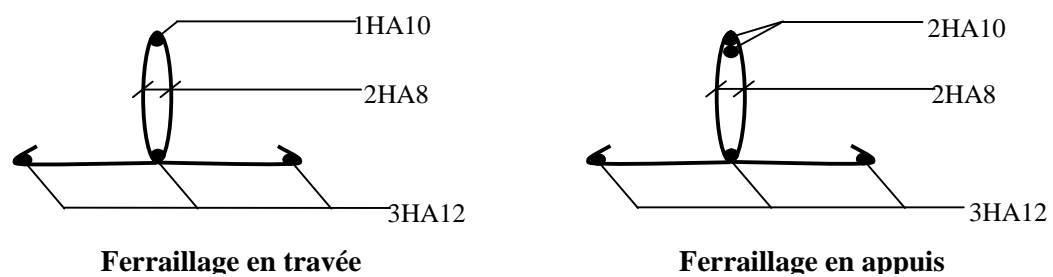 1HA10
2HA8
3HA12
Ferraillage en travée
2HA10
2HA8
3HA12
Ferraillage en appuis